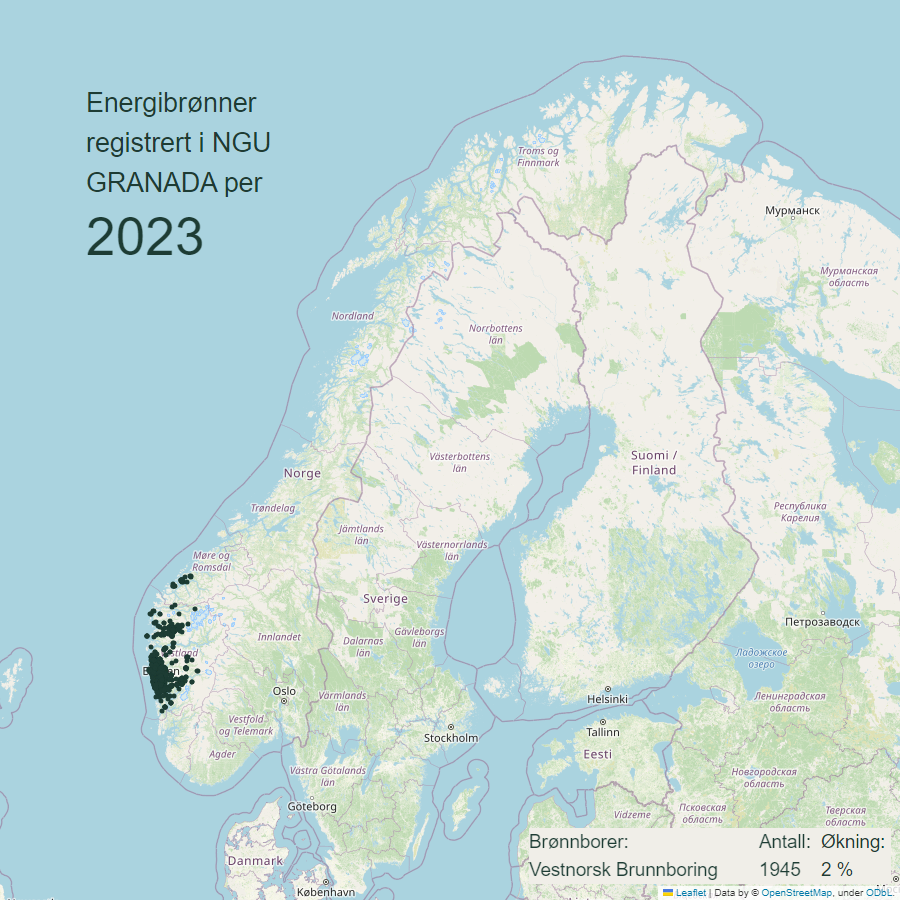 Energibrønner
registrert i NGU
GRANADA per
2023
Troms og
Finnmark
Мурманск
Мурманская
область
Nordland
Norrbottens
län
Västerbottens
län
Suomi /
Finland
Norge
Trøndelag
Республика
Карелия
Jämtlands
län
Västernorrlands
län
Møre og
Romsdal
Sverige
Петрозаводск
Innlandet
Gävleborgs
län
Dalarnas
län
Ладожское
озеро
Oslo
Värmlands
län
Helsinki
Ленинградская
область
Vestfold
og Telemark
Stockholm
Tallinn
Agder
Eesti
Västra Götalands
län
Новгородская
область
Göteborg
Vidzeme
Псковская
область
Тверская
область
Danmark
København
Brønnborer: Antall: Økning:
Vestnorsk Brunnboring 1945 2 %
Leaflet | Data by © OpenStreetMap, under ODbL.